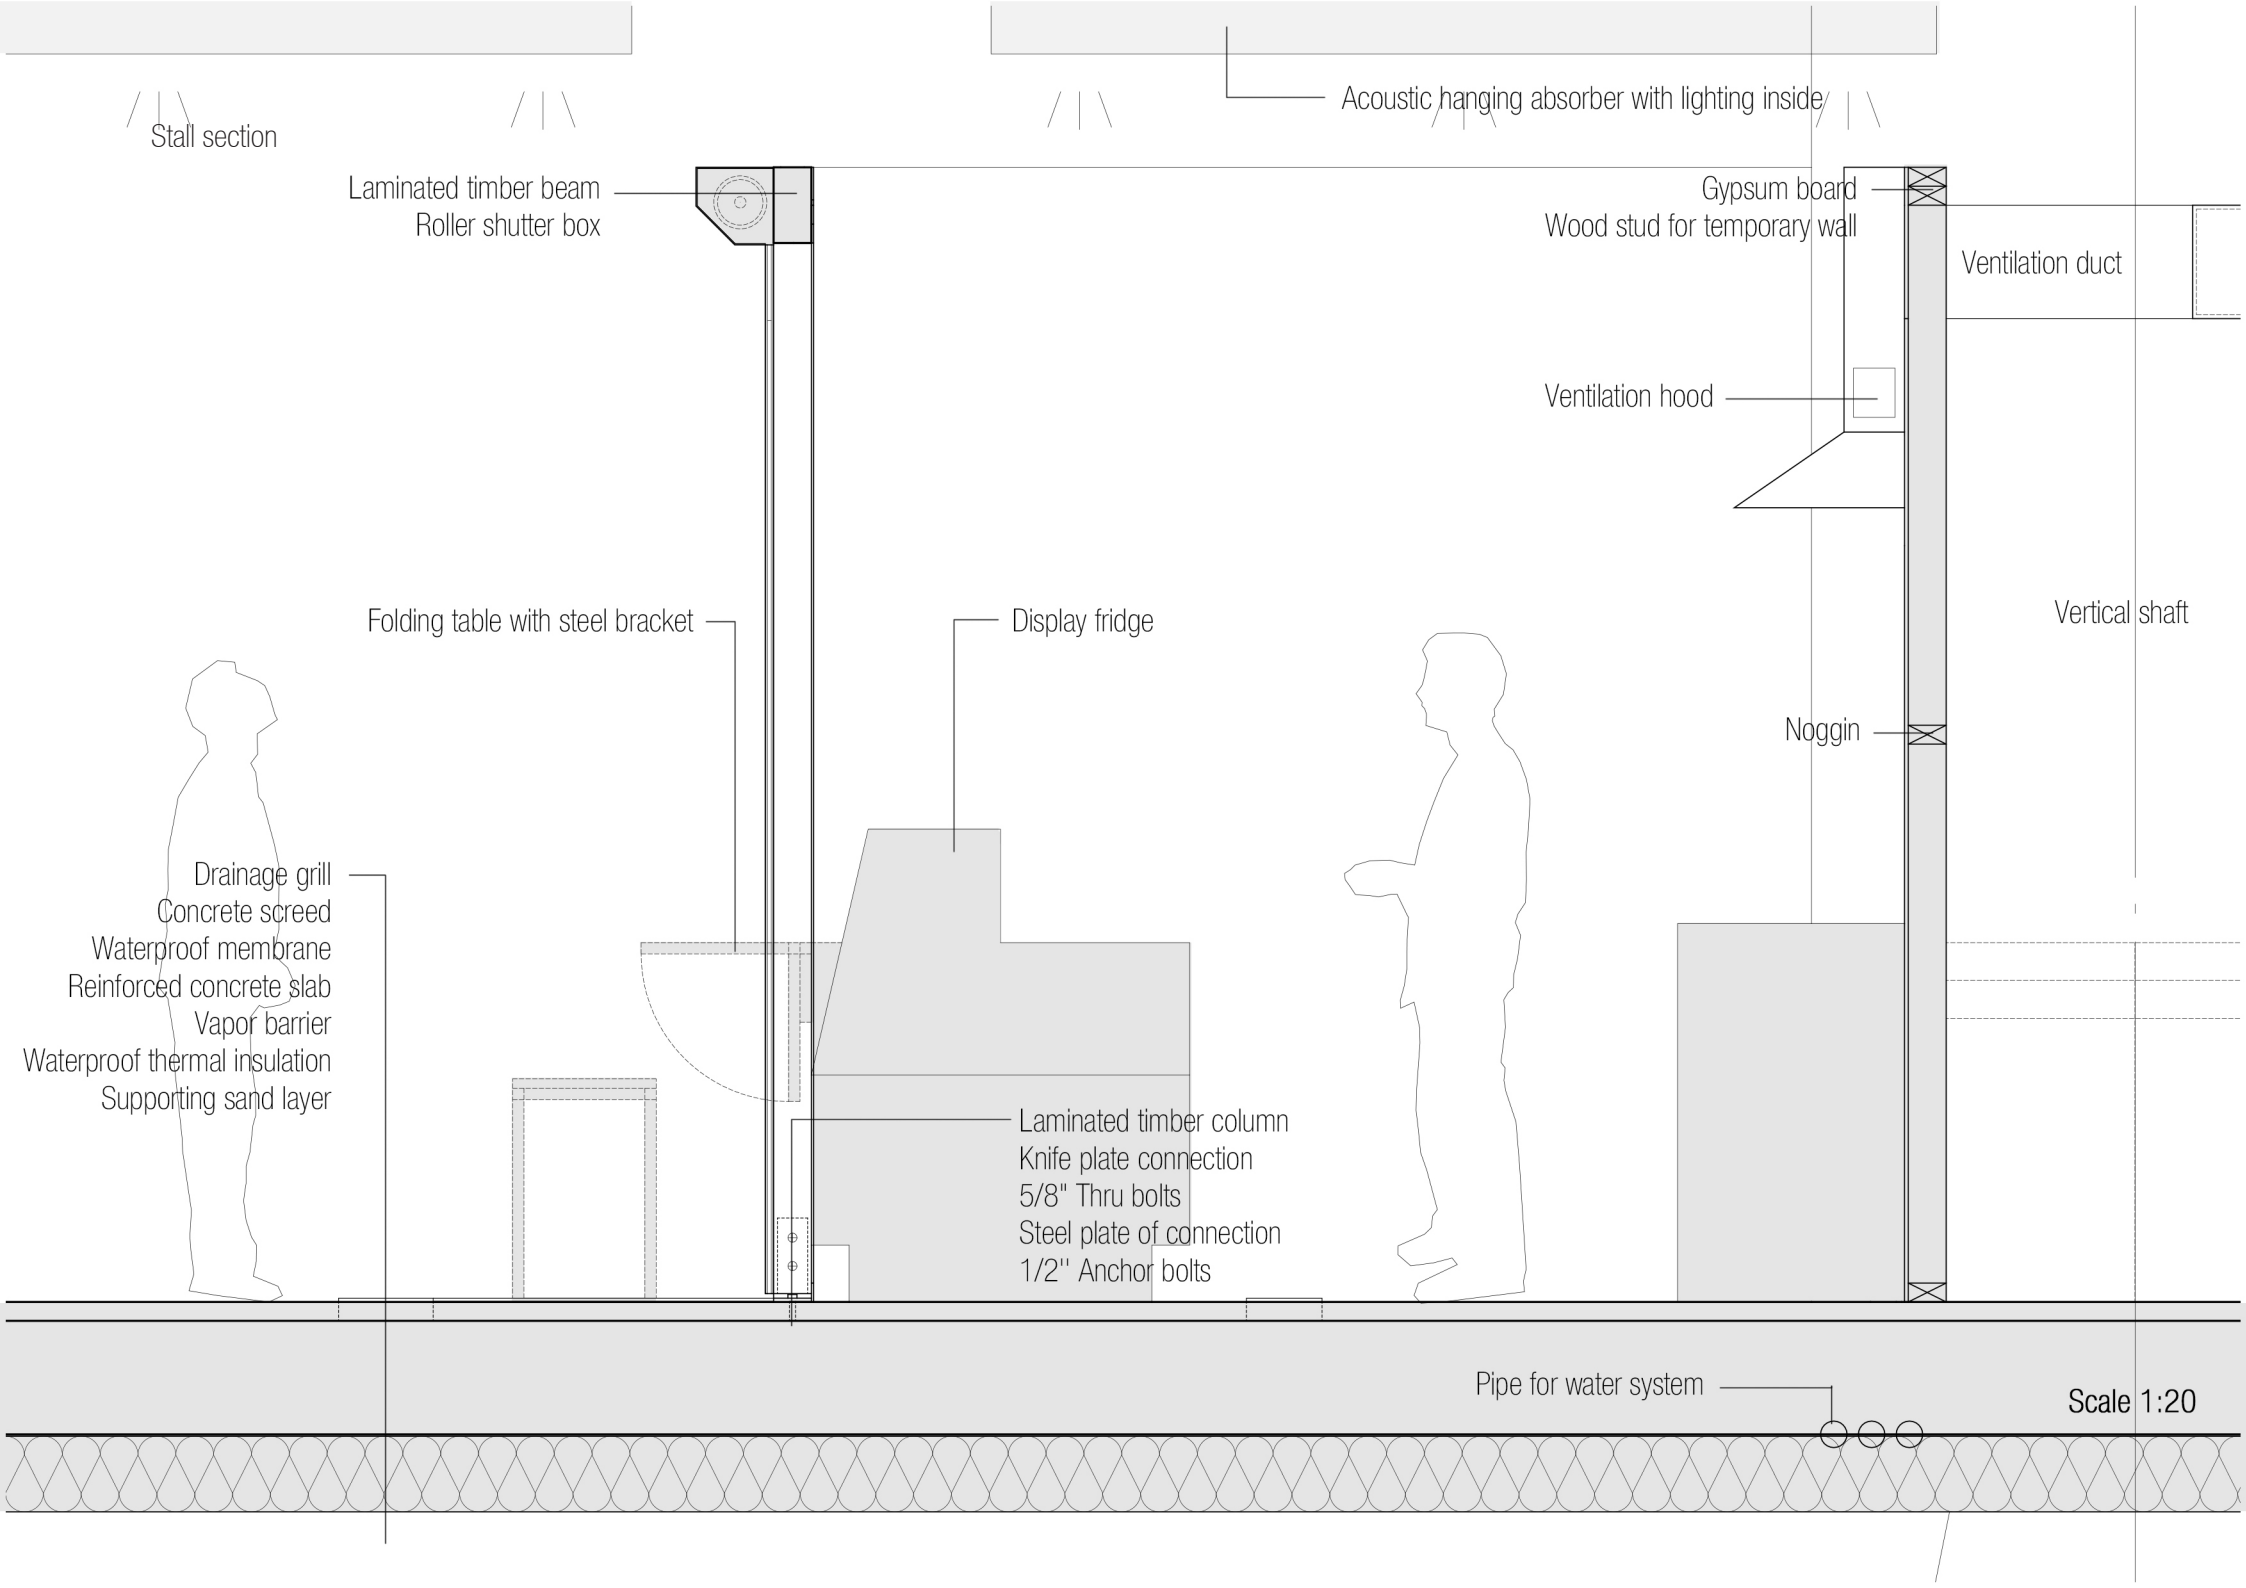 Acoustic hanging absorber with lighting inside
Stall section
Laminated timber beam
Roller shutter box
Gypsum board
Wood stud for temporary wall
Ventilation duct
Ventilation hood
Folding table with steel bracket
Display fridge
Vertical shaft
Noggin
Drainage grill
Concrete screed
Waterproof membrane
Reinforced concrete slab
Vapor barrier
Waterproof thermal insulation
Supporting sand layer
Laminated timber column
Knife plate connection
5/8" Thru bolts
Steel plate of connection
1/2'' Anchor bolts
Pipe for water system
Scale 1:20